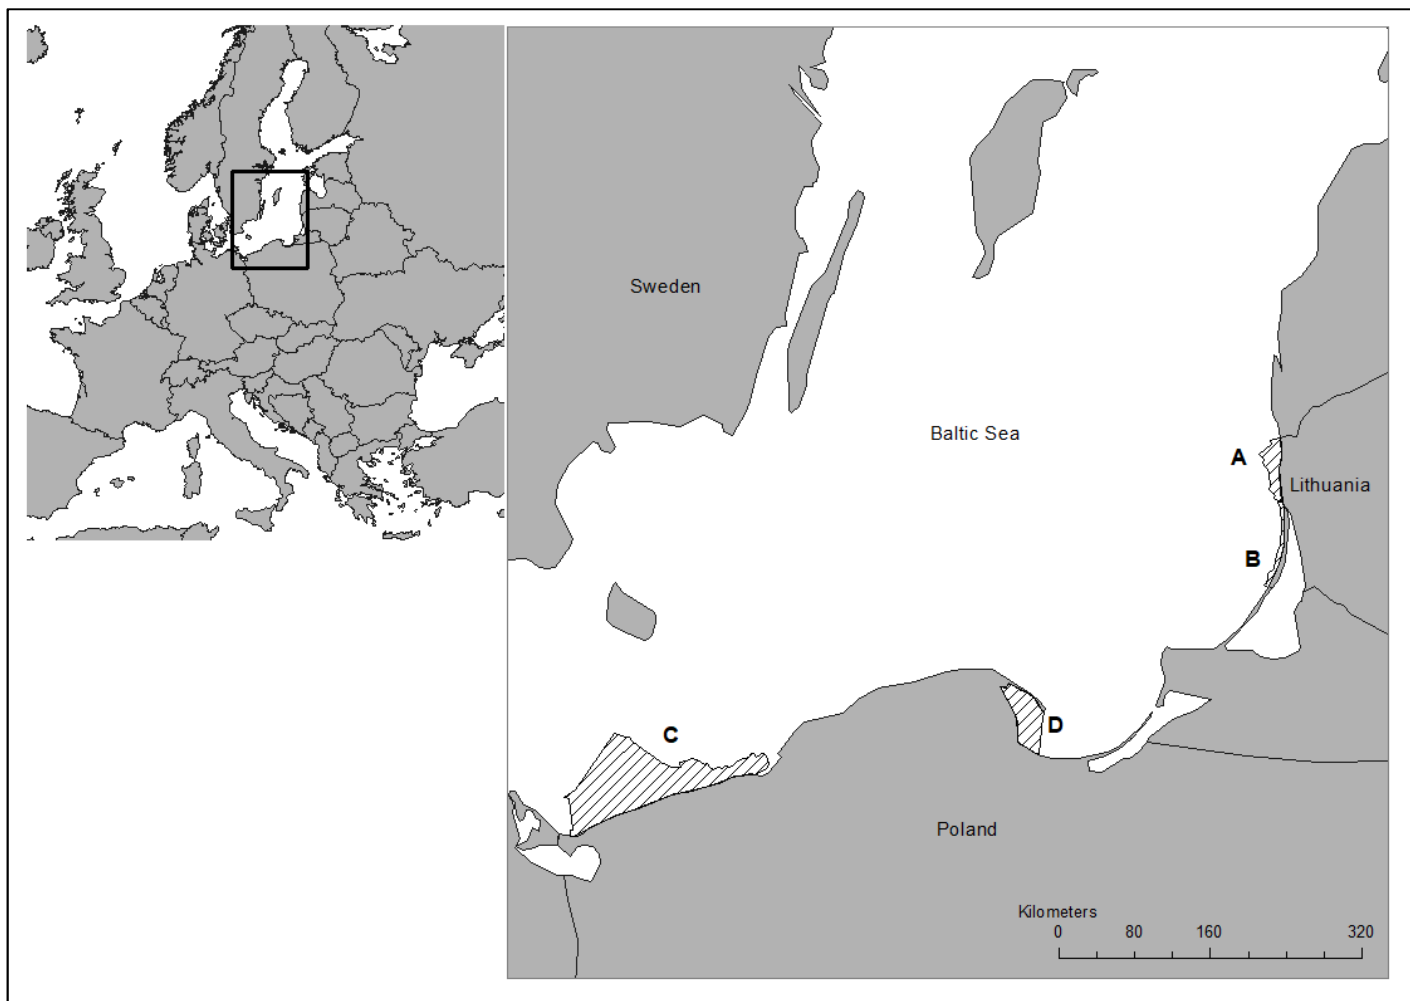 Sweden
Baltic Sea
A
Lithuania
B
C
D
Poland
Kilometers
0 80 160 320